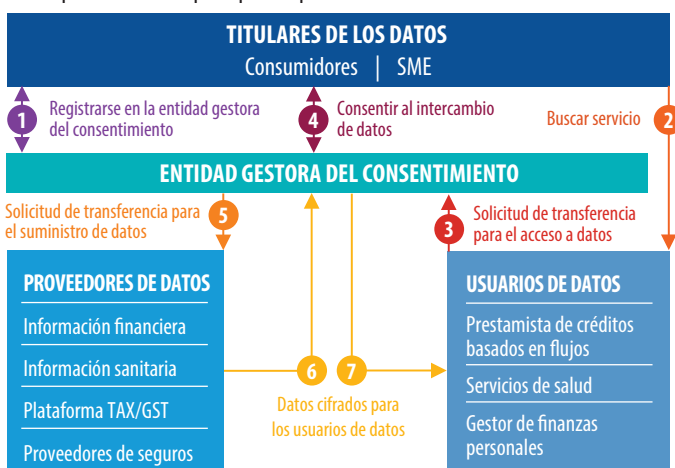 TITULARES DE LOS DATOS
Consumidores | SME
1
Registrarse en la entidad gestora
del consentimiento
4
Consentir al intercambio
de datos
Buscar servicio
2
ENTIDAD GESTORA DEL CONSENTIMIENTO
Solicitud de transferencia para
el suministro de datos
5
3
Solicitud de transferencia
para el acceso a datos
PROVEEDORES DE DATOS
Información financiera
Información sanitaria
Plataforma TAX/GST
Proveedores de seguros
6
7
Datos cifrados para
los usuarios de datos
USUARIOS DE DATOS
Prestamista de créditos
basados en flujos
Servicios de salud
Gestor de finanzas
personales